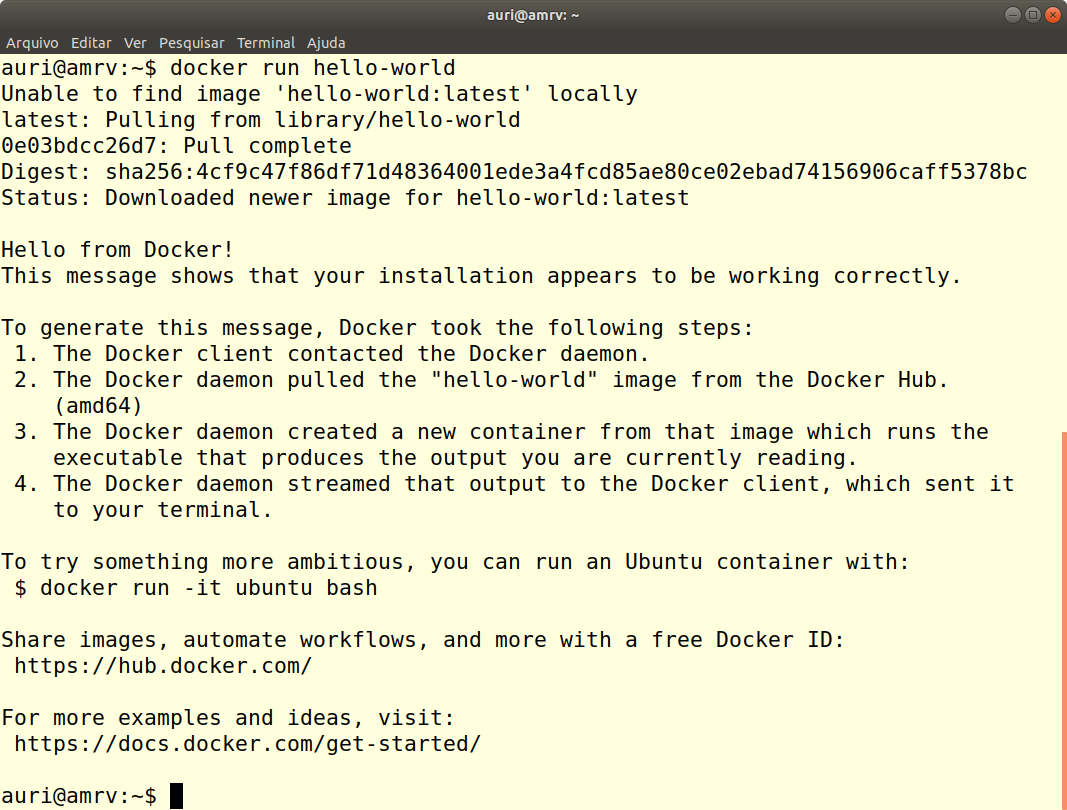 auri@amrv: ~
Arquivo Editar Ver Pesquisar Terminal Ajuda
auri@amrv:~$ docker run hello-world
Unable to find image 'hello-world:latest' locally
latest: Pulling from library/hello-world
0e03bdcc26d7: Pull complete
Digest: sha256:4cf9c47f86df71d48364001ede3a4fcd85ae80ce02ebad74156906caff5378bc
Status: Downloaded newer image for hello-world:latest

Hello from Docker!
This message shows that your installation appears to be working correctly.

To generate this message, Docker took the following steps:
 1. The Docker client contacted the Docker daemon.
 2. The Docker daemon pulled the "hello-world" image from the Docker Hub.
    (amd64)
 3. The Docker daemon created a new container from that image which runs the
    executable that produces the output you are currently reading.
 4. The Docker daemon streamed that output to the Docker client, which sent it
    to your terminal.

To try something more ambitious, you can run an Ubuntu container with:
 $ docker run -it ubuntu bash

Share images, automate workflows, and more with a free Docker ID:
 https://hub.docker.com/

For more examples and ideas, visit:
 https://docs.docker.com/get-started/

auri@amrv:~$